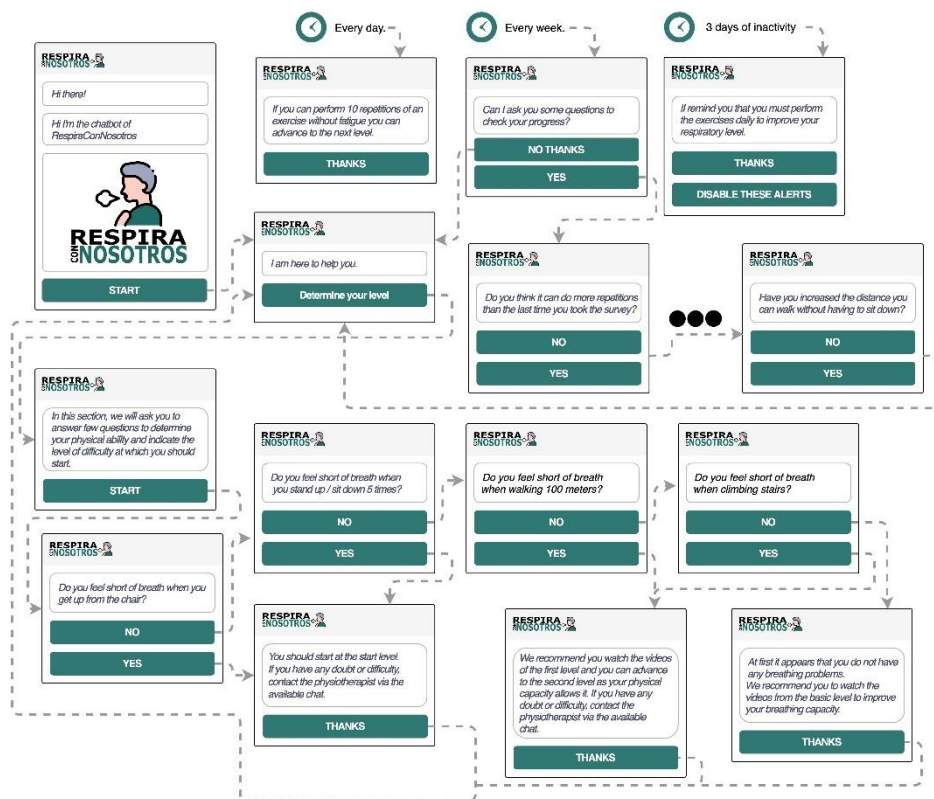 Every day.
Every week.
3 days of inactivity
RESPIRA
CON NOSOTROS
Hi there!
Hi I'm the chatbot of
RespiraConNosotros
RESPIRA
CON NOSOTROS
START
RESPIRA
CON NOSOTROS
If you can perform 10 repetitions of an
exercise without fatigue you can
advance to the next level.
THANKS
RESPIRA
CON NOSOTROS
Can I ask you some questions to
check your progress?
NO THANKS
YES
RESPIRA
CON NOSOTROS
II remind you that you must perform
the exercises daily to improve your
respiratory level.
THANKS
DISABLE THESE ALERTS
RESPIRA
CON NOSOTROS
I am here to help you.
Determine your level
RESPIRA
CON NOSOTROS
Do you think it can do more repetitions
than the last time you took the survey?
NO
YES
RESPIRA
CON NOSOTROS
Have you increased the distance you
can walk without having to sit down?
NO
YES
RESPIRA
CON NOSOTROS
In this section, we will ask you to
answer few questions to determine
your physical ability and indicate the
level of difficulty at which you should
start.
START
RESPIRA
CON NOSOTROS
Do you feel short of breath when
you stand up / sit down 5 times?
NO
YES
RESPIRA
CON NOSOTROS
Do you feel short of breath
when walking 100 meters?
NO
YES
RESPIRA
CON NOSOTROS
Do you feel short of breath
when climbing stairs?
NO
YES
RESPIRA
CON NOSOTROS
Do you feel short of breath when you
get up from the chair?
NO
YES
RESPIRA
CON NOSOTROS
You should start at the start level.
If you have any doubt or difficulty,
contact the physiotherapist via the
available chat.
THANKS
RESPIRA
CON NOSOTROS
We recommend you watch the videos
of the first level and you can advance
to the second level as your physical
capacity allows it. If you have any
doubt or difficulty, contact the
physiotherapist via the available
chat.
THANKS
RESPIRA
CON NOSOTROS
At first it appears that you do not have
any breathing problems.
We recommend you to watch the
videos from the basic level to improve
your breathing capacity.
THANKS